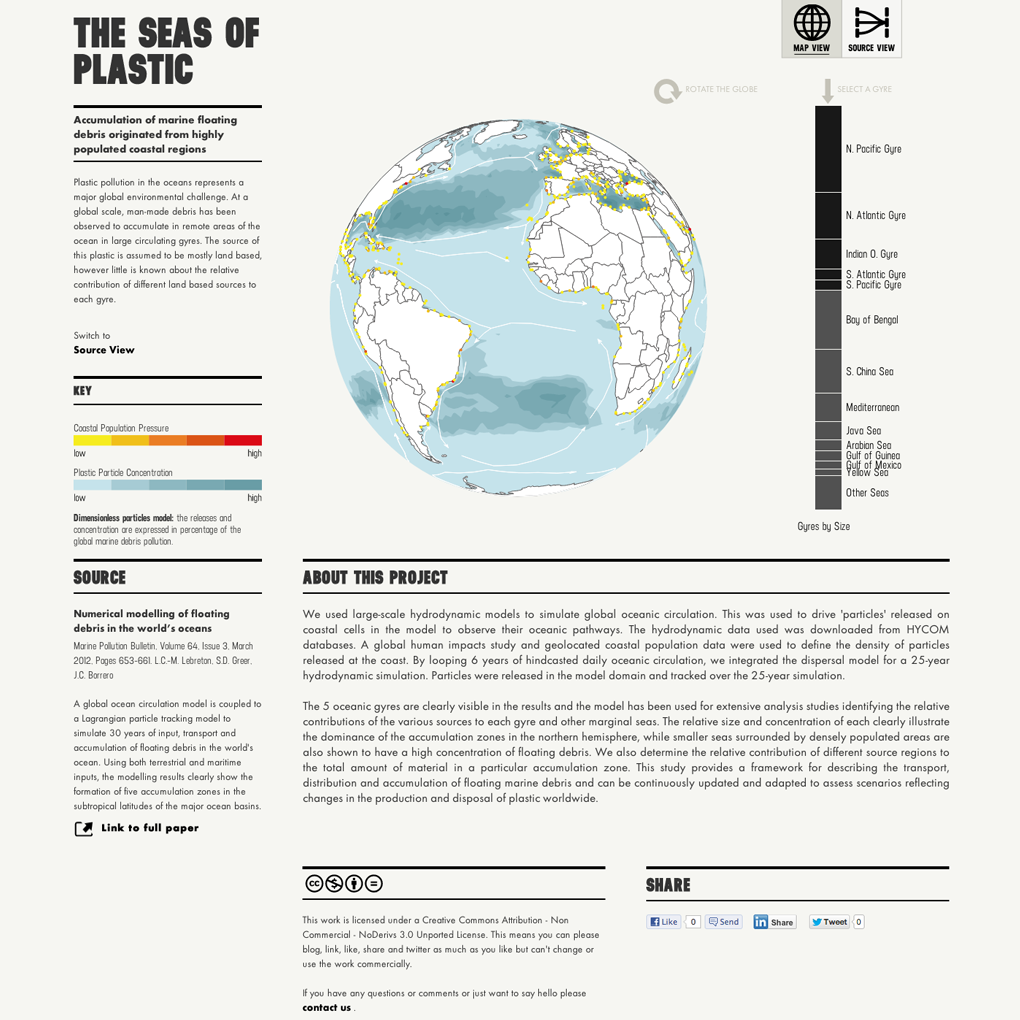 THE SEAS OF
PLASTIC
MAP VIEW
SOURCE VIEW
ROTATE THE GLOBE
SELECT A GYRE
Accumulation of marine floating
debris originated from highly
populated coastal regions
Plastic pollution in the oceans represents a
major global environmental challenge. At a
global scale, man-made debris has been
observed to accumulate in remote areas of the
ocean in large circulating gyres. The source of
this plastic is assumed to be mostly land based,
however little is known about the relative
contribution of different land based sources to
each gyre.
Switch to
Source View
KEY
Coastal Population Pressure
low high
Plastic Particle Concentration
low high
Dimensionless particles model: the releases and
concentration are expressed in percentage of the
global marine debris pollution.
N. Pacific Gyre
N. Atlantic Gyre
Indian O. Gyre
S. Atlantic Gyre
S. Pacific Gyre
Bay of Bengal
S. China Sea
Mediterranean
Java Sea
Arabian Sea
Gulf of Guinea
Gulf of Mexico
Yellow Sea
Other Seas
Gyres by Size
SOURCE
Numerical modelling of floating
debris in the world's oceans
Marine Pollution Bulletin, Volume 64, Issue 3, March
2012, Pages 653-661. L.C.-M. Lebreton, S.D. Greer,
J.C. Borrero
A global ocean circulation model is coupled to
a Lagrangian particle tracking model to
simulate 30 years of input, transport and
accumulation of floating debris in the world's
ocean. Using both terrestrial and maritime
inputs, the modelling results clearly show the
formation of five accumulation zones in the
subtropical latitudes of the major ocean basins.
Link to full paper
ABOUT THIS PROJECT
We used large-scale hydrodynamic models to simulate global oceanic circulation. This was used to drive 'particles' released on
coastal cells in the model to observe their oceanic pathways. The hydrodynamic data used was downloaded from HYCOM
databases. A global human impacts study and geolocated coastal population data were used to define the density of particles
released at the coast. By looping 6 years of hindcasted daily oceanic circulation, we integrated the dispersal model for a 25-year
hydrodynamic simulation. Particles were released in the model domain and tracked over the 25-year simulation.
The 5 oceanic gyres are clearly visible in the results and the model has been used for extensive analysis studies identifying the relative
contributions of the various sources to each gyre and other marginal seas. The relative size and concentration of each clearly illustrate
the dominance of the accumulation zones in the northern hemisphere, while smaller seas surrounded by densely populated areas are
also shown to have a high concentration of floating debris. We also determine the relative contribution of different source regions to
the total amount of material in a particular accumulation zone. This study provides a framework for describing the transport,
distribution and accumulation of floating marine debris and can be continuously updated and adapted to assess scenarios reflecting
changes in the production and disposal of plastic worldwide.
cc
This work is licensed under a Creative Commons Attribution - Non
Commercial - NoDerivs 3.0 Unported License. This means you can please
blog, link, like, share and twitter as much as you like but can't change or
use the work commercially.
If you have any questions or comments or just want to say hello please
contact us .
SHARE
Like 0 Send in Share Tweet 0